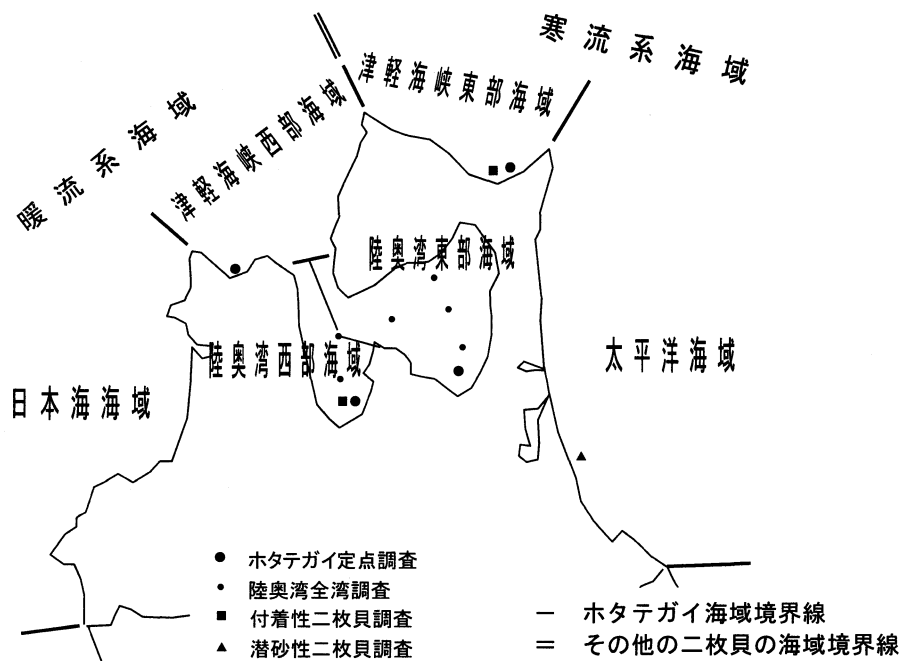 寒流系海域
津軽海峡東部海域
暖流系海域
津軽海峡西部海域
陸奥湾東部海域
陸奥湾西部海域
太平洋海域
日本海海域
● ホタテガイ定点調査
• 陸奥湾全湾調査
■ 付着性二枚貝調査
▲ 潜砂性二枚貝調査
─ ホタテガイ海域境界線
═ その他の二枚貝の海域境界線